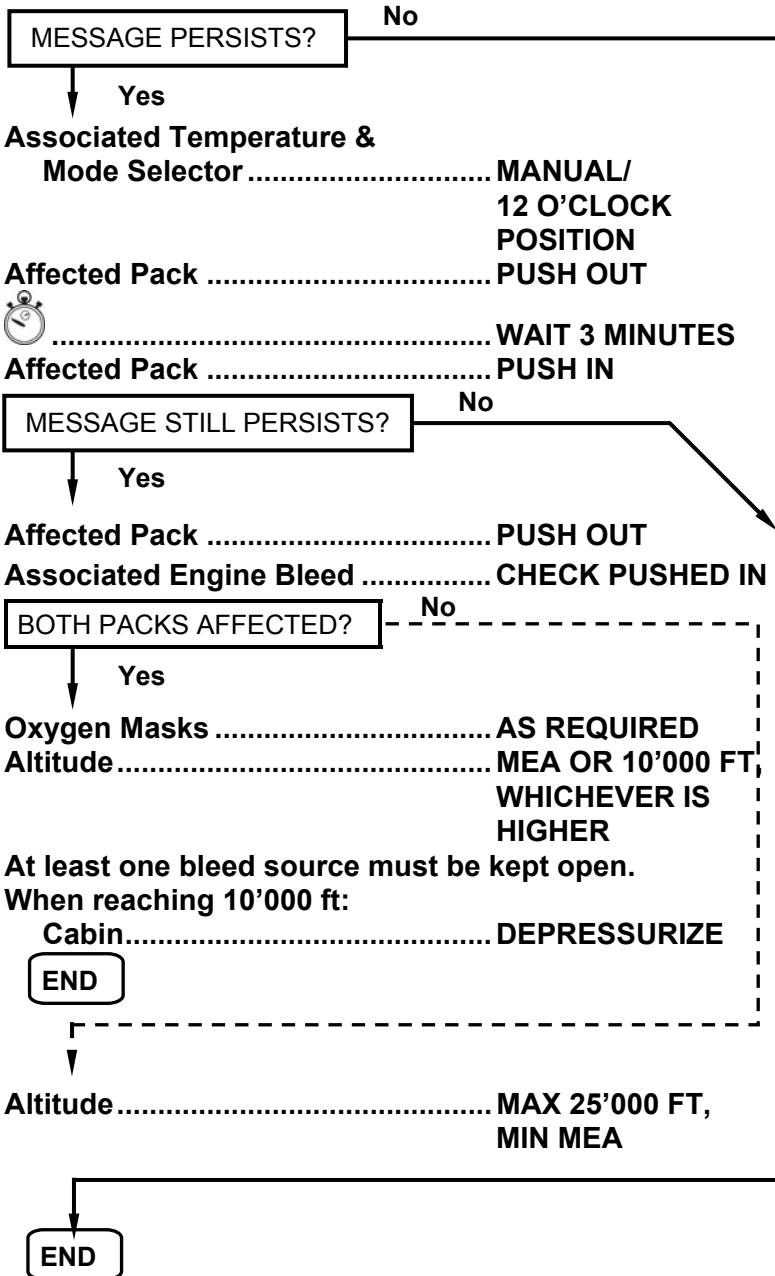 No
MESSAGE PERSISTS?
Yes
Associated Temperature &
Mode Selector .............................. MANUAL/
12 O’CLOCK
POSITION
Affected Pack ................................... PUSH OUT
...................................................... WAIT 3 MINUTES
Affected Pack ................................... PUSH IN
No
MESSAGE STILL PERSISTS?
Yes
Affected Pack ................................... PUSH OUT
Associated Engine Bleed ................ CHECK PUSHED IN
No
BOTH PACKS AFFECTED?
Yes
Oxygen Masks .................................. AS REQUIRED
Altitude .............................................. MEA OR 10’000 FT,
WHICHEVER IS
HIGHER
At least one bleed source must be kept open.
When reaching 10’000 ft:
Cabin ............................................. DEPRESSURIZE
END
Altitude .............................................. MAX 25’000 FT,
MIN MEA
END